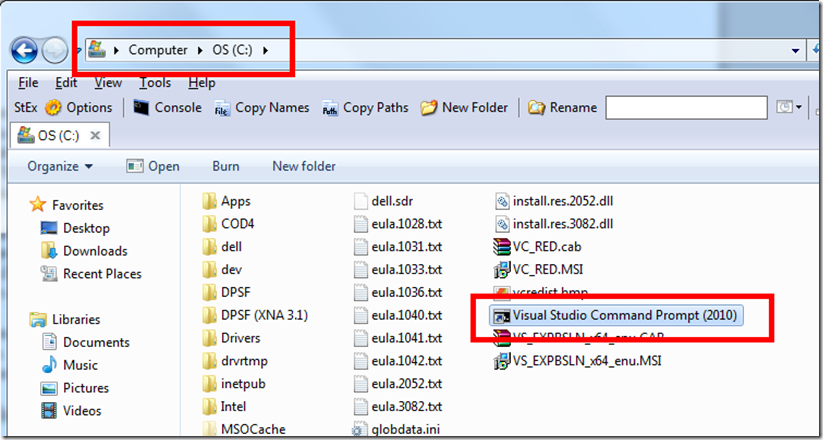 Computer OS (C:)
File Edit View Tools Help
StEx Options Console Copy Names Copy Paths New Folder Rename
OS (C:)
Organize Open Burn New folder
Favorites
Desktop
Downloads
Recent Places
Libraries
Documents
Music
Pictures
Videos
Apps
COD4
dell
dev
DPSF
DPSF (XNA 3.1)
Drivers
drvrtmp
inetpub
Intel
MSOCache
dell.sdr
eula.1028.txt
eula.1031.txt
eula.1033.txt
eula.1036.txt
eula.1040.txt
eula.1041.txt
eula.1042.txt
eula.2052.txt
eula.3082.txt
globdata.ini
install.res.2052.dll
install.res.3082.dll
VC_RED.cab
VC_RED.MSI
vcredist.bmp
Visual Studio Command Prompt (2010)
VS_EXPBSLN_x64_enu.CAB
VS_EXPBSLN_x64_enu.MSI